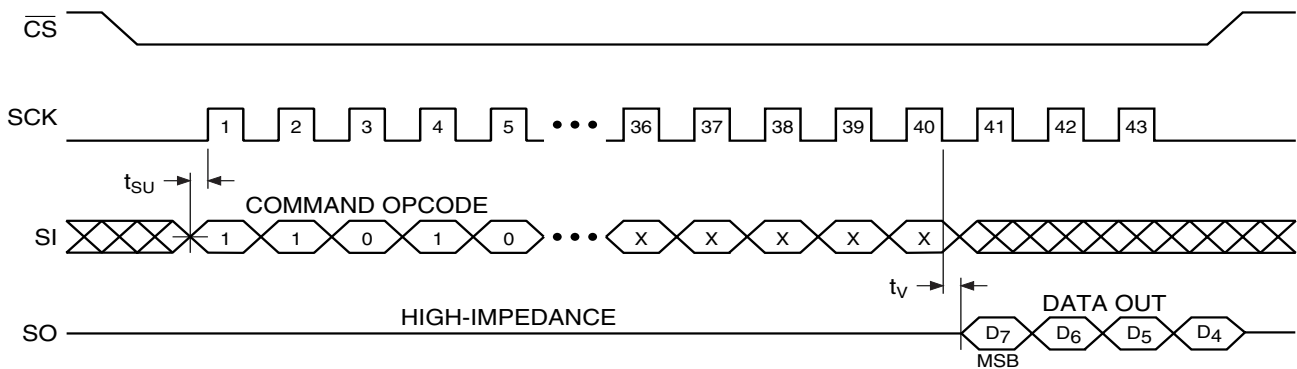 CS
SCK
1 2 3 4 5 ••• 36 37 38 39 40 41 42 43
tSU
COMMAND OPCODE
SI
1 1 0 1 0 ••• X X X X X
tV
HIGH-IMPEDANCE
DATA OUT
SO
D7 D6 D5 D4
MSB